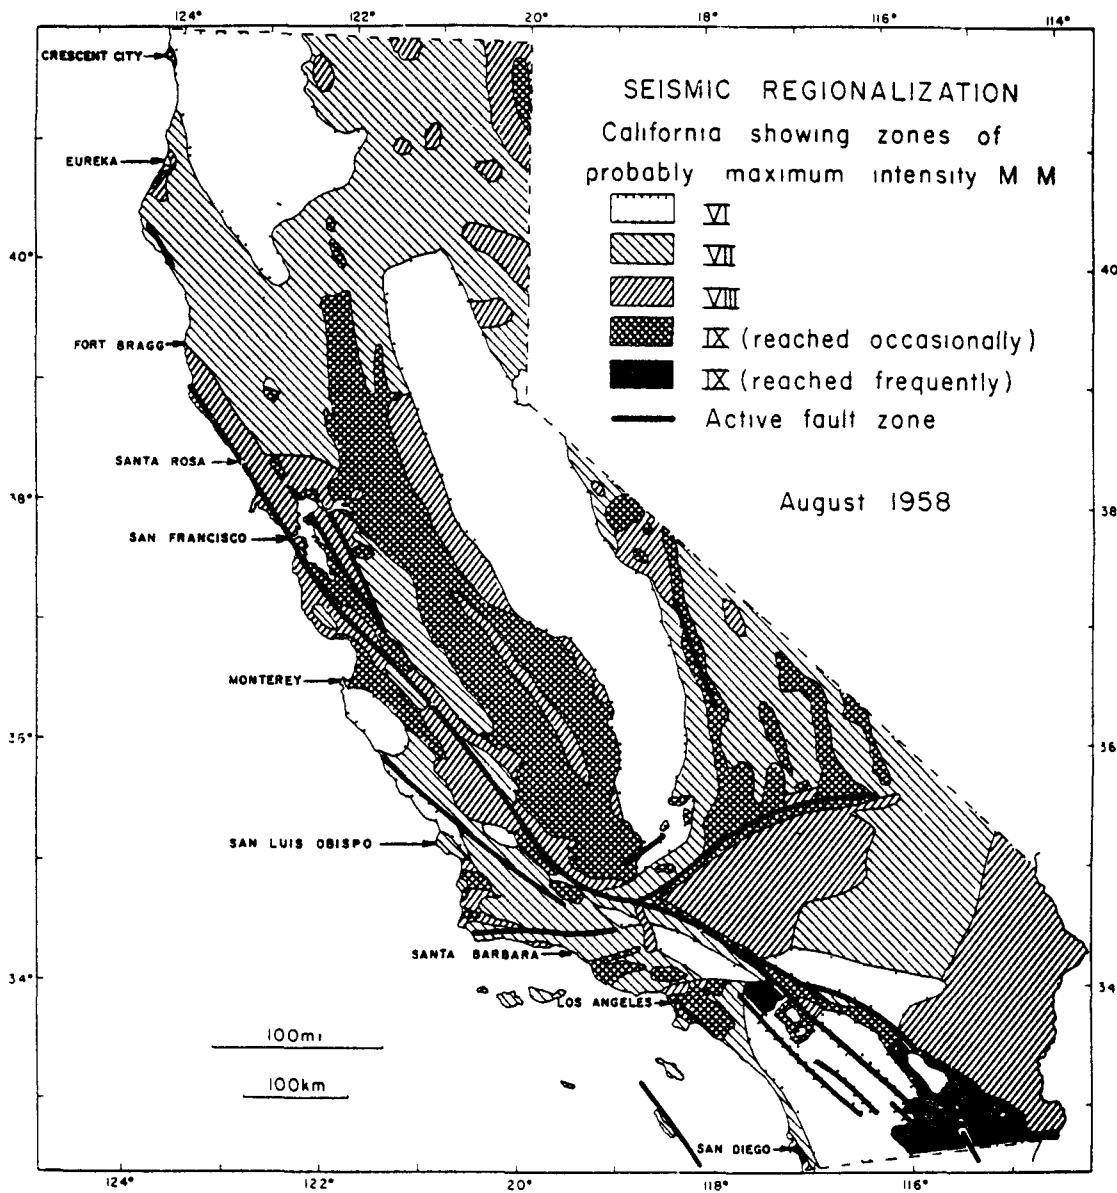 124° 122° 20° 118° 116° 114°
CRESCENT CITY
SEISMIC REGIONALIZATION
California showing zones of
probably maximum intensity M M
VI
EUREKA
VII
40° 40
VIII
IX (reached occasionally)
FORT BRAGG
IX (reached frequently)
Active fault zone
SANTA ROSA
38° 38
August 1958
SAN FRANCISCO
MONTEREY
36° 36
SAN LUIS OBISPO
SANTA BARBARA
34° 34
LOS ANGELES
100mi
100km
SAN DIEGO
124° 122° 20° 118° 116°